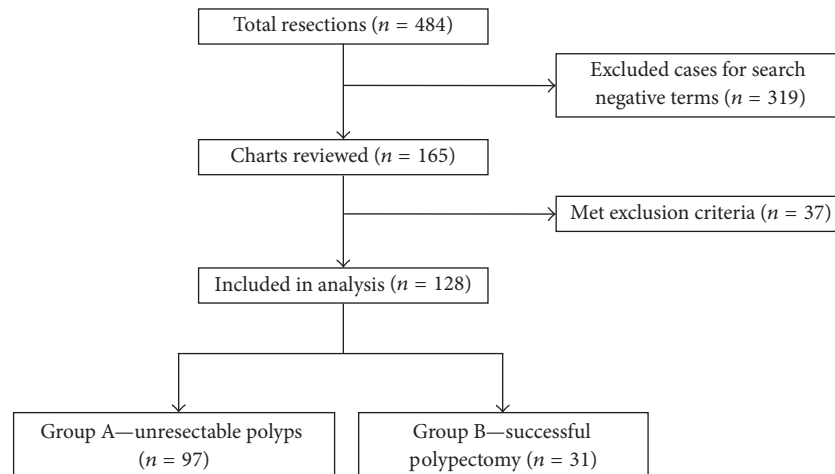 Total resections (n = 484)
Excluded cases for search
negative terms (n = 319)
Charts reviewed (n = 165)
Met exclusion criteria (n = 37)
Included in analysis (n = 128)
Group A—unresectable polyps
(n = 97)
Group B—successful
polypectomy (n = 31)